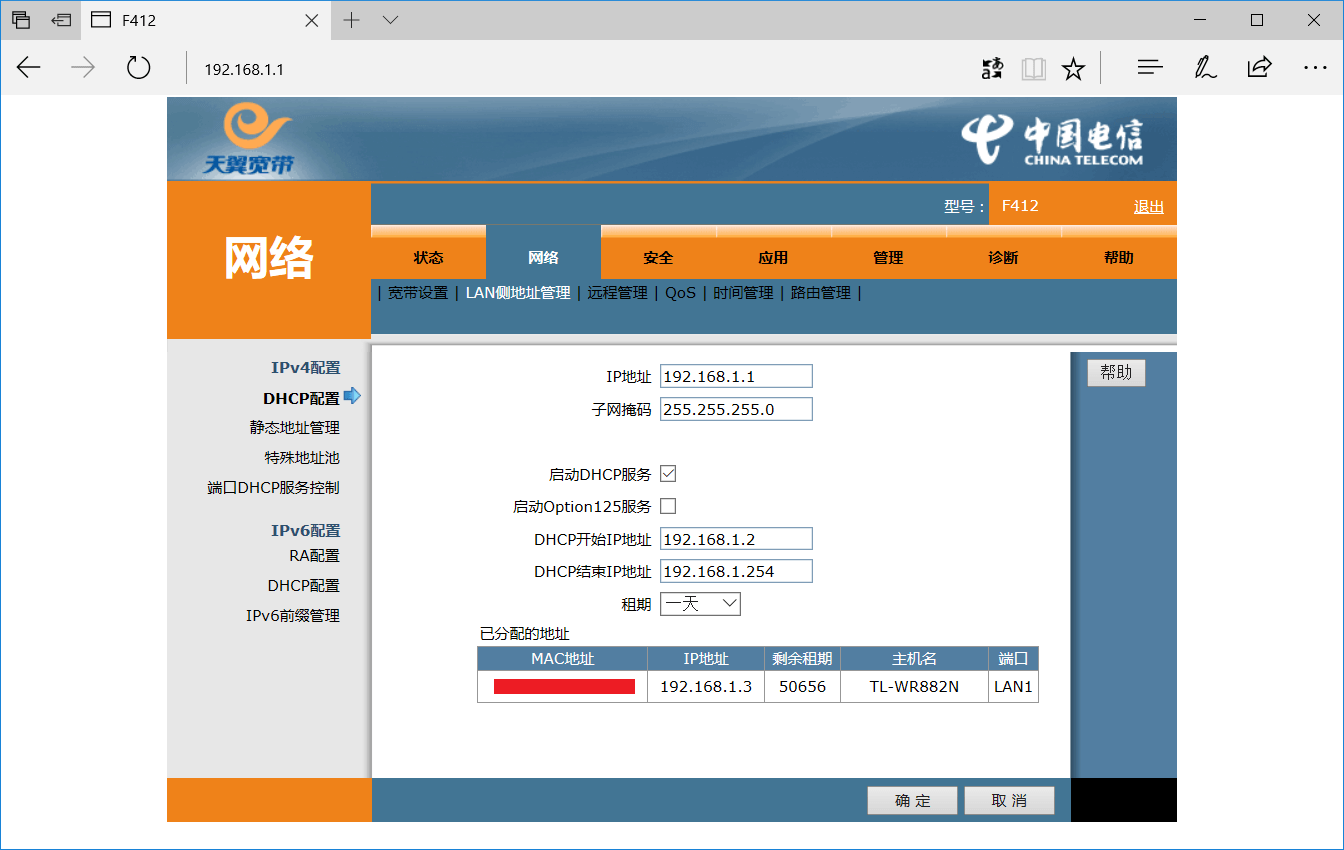 F412
192.168.1.1
天翼宽带
中国电信
CHINA TELECOM
型号： F412 退出
网络
状态 网络 安全 应用 管理 诊断 帮助
| 宽带设置 | LAN侧地址管理 | 远程管理 | QoS | 时间管理 | 路由管理 |
IPv4配置
DHCP配置
静态地址管理
特殊地址池
端口DHCP服务控制
IPv6配置
RA配置
DHCP配置
IPv6前缀管理
IP地址 192.168.1.1
子网掩码 255.255.255.0
启动DHCP服务
启动Option125服务
DHCP开始IP地址 192.168.1.2
DHCP结束IP地址 192.168.1.254
租期 一天
已分配的地址
MAC地址 IP地址 剩余租期 主机名 端口
192.168.1.3 50656 TL-WR882N LAN1
帮助
确 定 取 消